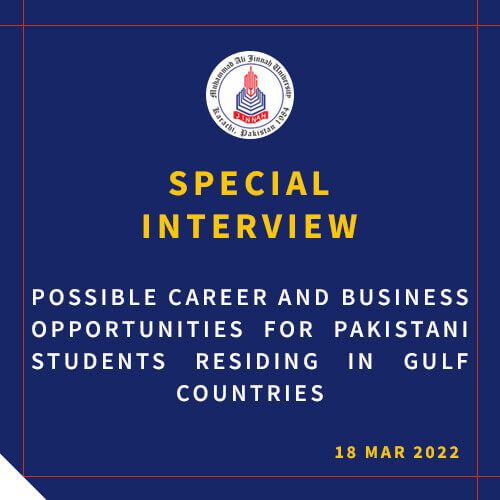 Muhammad Ali Jinnah University
JINNAH
Karachi, Pakistan 1994
SPECIAL
INTERVIEW
POSSIBLE CAREER AND BUSINESS
OPPORTUNITIES FOR PAKISTANI
STUDENTS RESIDING IN GULF
COUNTRIES
18 MAR 2022